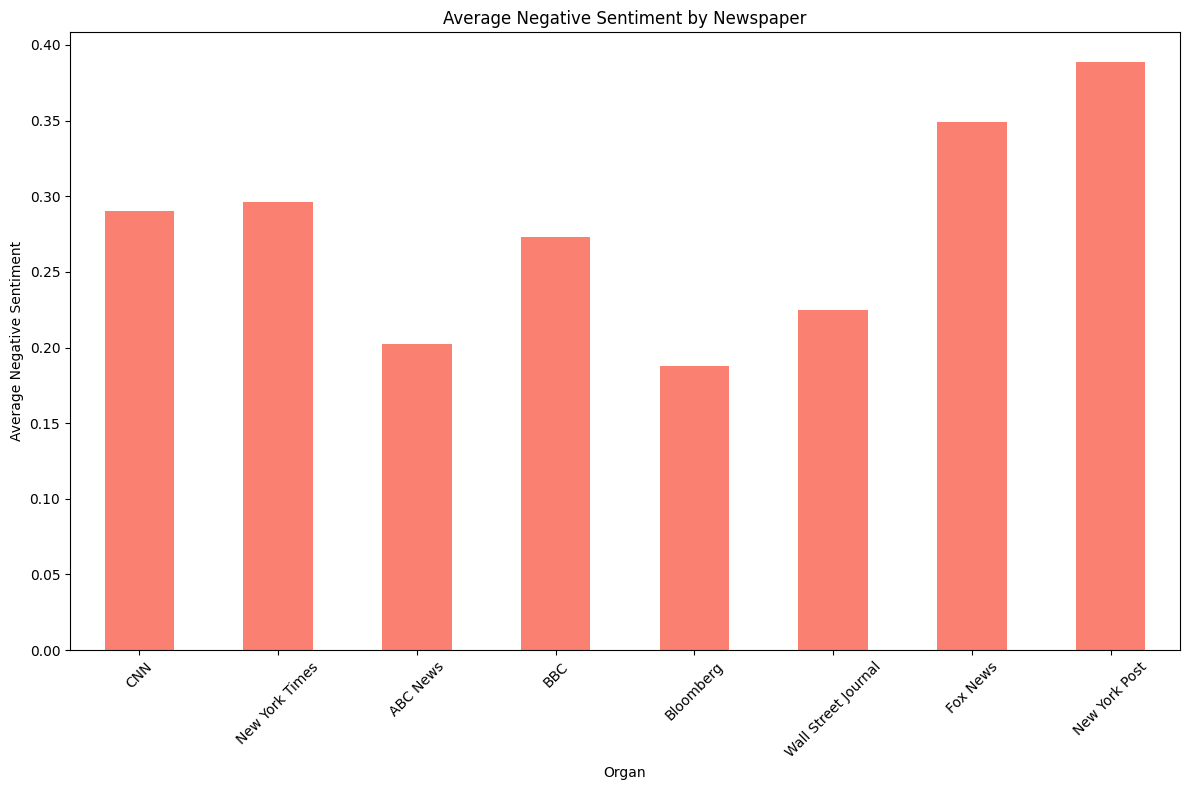 Average Negative Sentiment by Newspaper
Average Negative Sentiment
0.40
0.35
0.30
0.25
0.20
0.15
0.10
0.05
0.00
CNN
New York Times
ABC News
BBC
Bloomberg
Wall Street Journal
Fox News
New York Post
Organ